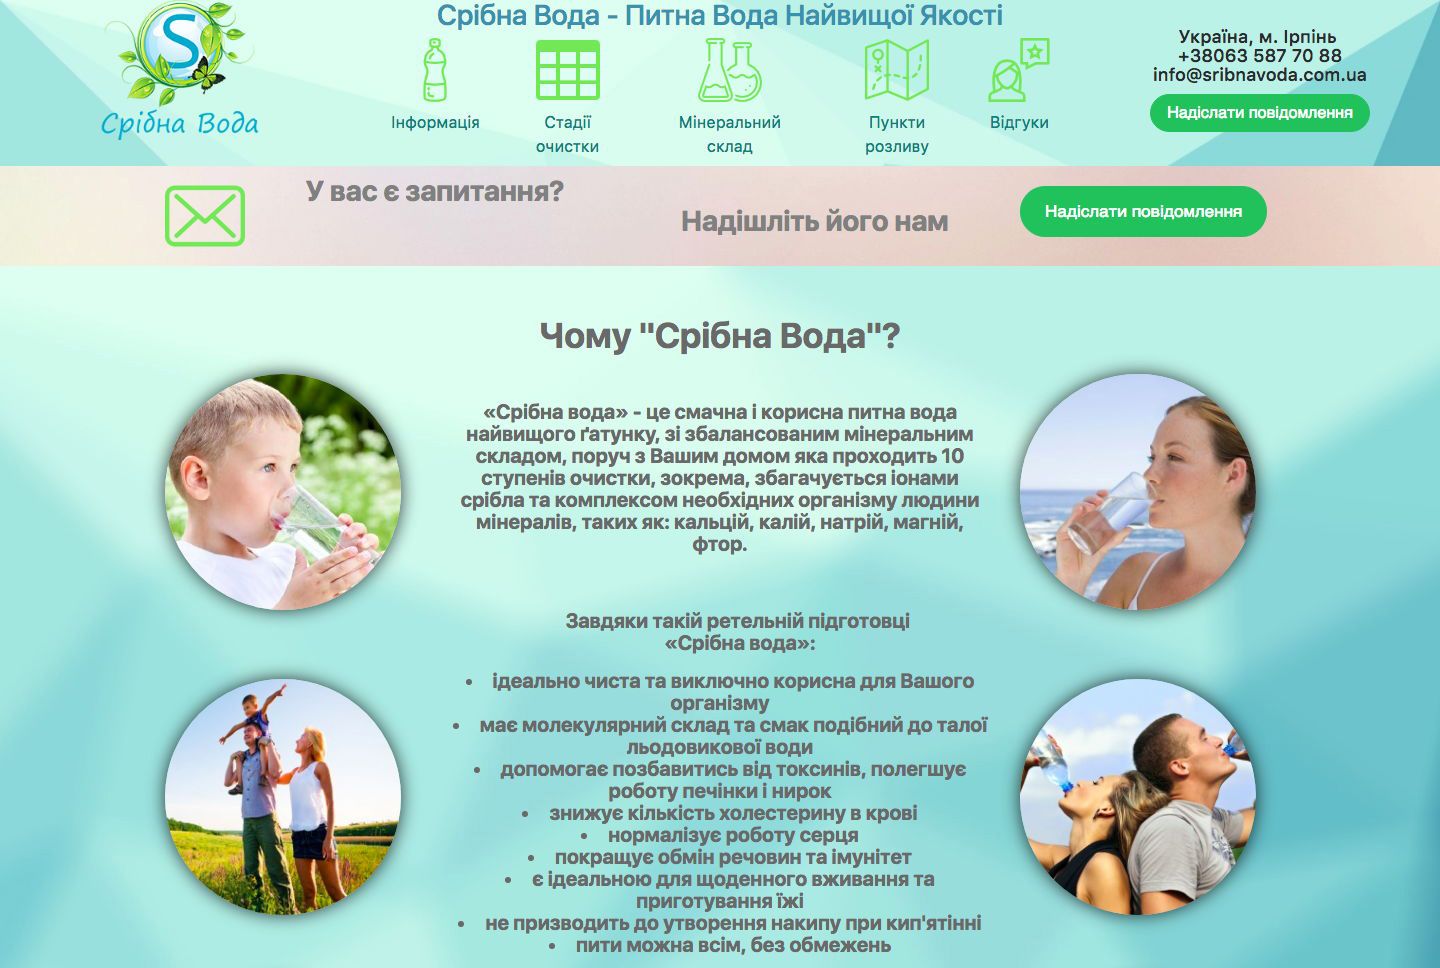 Срібна Вода - Питна Вода Найвищої Якості
S
Срібна Вода
Інформація
Стадії
очистки
Мінеральний
склад
Пункти
розливу
Відгуки
Україна, м. Ірпінь
+38063 587 70 88
info@sribnavoda.com.ua
Надіслати повідомлення
У вас є запитання?
Надішліть його нам
Надіслати повідомлення
Чому "Срібна Вода"?
«Срібна вода» - це смачна і корисна питна вода
найвищого ґатунку, зі збалансованим мінеральним
складом, поруч з Вашим домом яка проходить 10
ступенів очистки, зокрема, збагачується іонами
срібла та комплексом необхідних організму людини
мінералів, таких як: кальцій, калій, натрій, магній,
фтор.
Завдяки такій ретельній підготовці
«Срібна вода»:
• ідеально чиста та виключно корисна для Вашого
організму
• має молекулярний склад та смак подібний до талої
льодовикової води
• допомогає позбавитись від токсинів, полегшує
роботу печінки і нирок
• знижує кількість холестерину в крові
• нормалізує роботу серця
• покращує обмін речовин та імунітет
• є ідеальною для щоденного вживання та
приготування їжі
• не призводить до утворення накипу при кип'ятінні
• пити можна всім, без обмежень